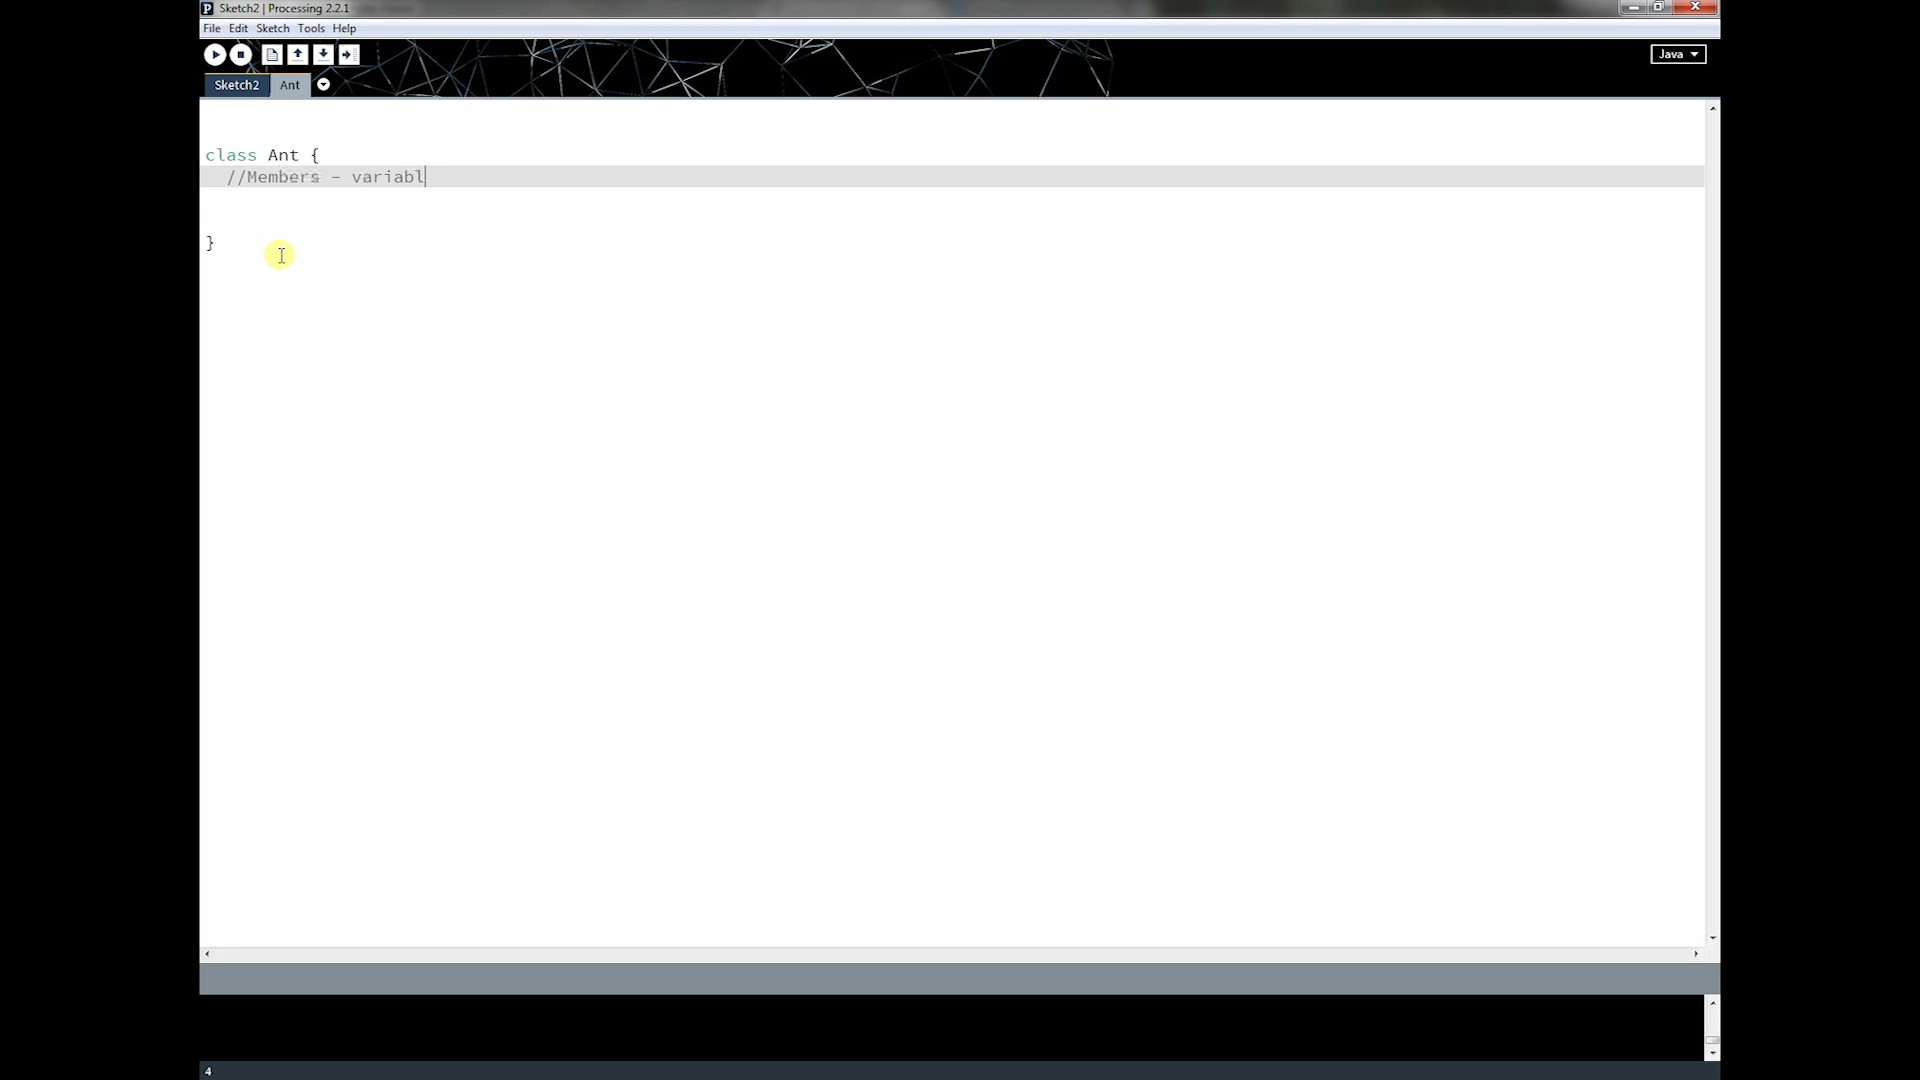 Sketch2 | Processing 2.2.1
File Edit Sketch Tools Help
Java
Sketch2 Ant
class Ant {
//Members - variabl
}
4